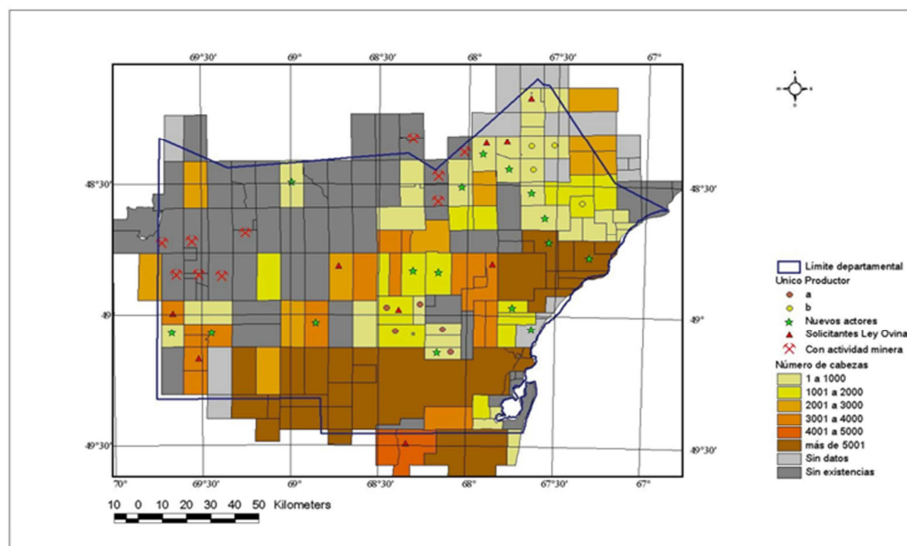 69°30' 69° 68°30' 68° 67°30' 67°
48°30' 48°30'
49° 49°
49°30' 49°30'
70° 69°30' 69° 68°30' 68° 67°30' 67°
10 0 10 20 30 40 50 Kilometers
Límite departamental
Unico Productor
a
b
Nuevos actores
Solicitantes Ley Ovina
Con actividad minera
Número de cabezas
1 a 1000
1001 a 2000
2001 a 3000
3001 a 4000
4001 a 5000
más de 5001
Sin datos
Sin existencias